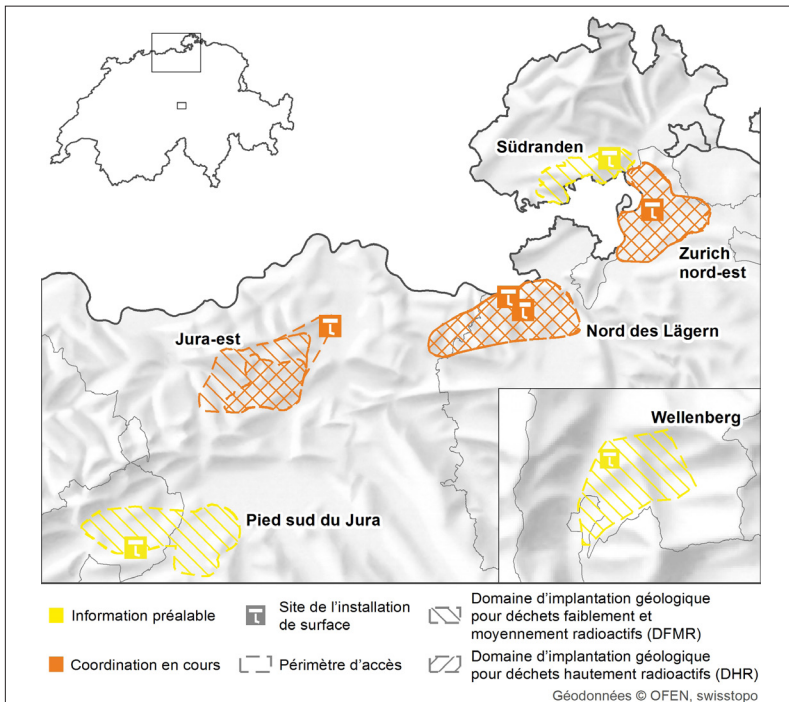 Südranden
Zurich
nord-est
Jura-est
Nord des Lägern
Wellenberg
Pied sud du Jura
Information préalable
Site de l'installation
de surface
Domaine d'implantation géologique
pour déchets faiblement et
moyennement radioactifs (DFMR)
Coordination en cours
Périmètre d'accès
Domaine d'implantation géologique
pour déchets hautement radioactifs (DHR)
Géodonnées © OFEN, swisstopo